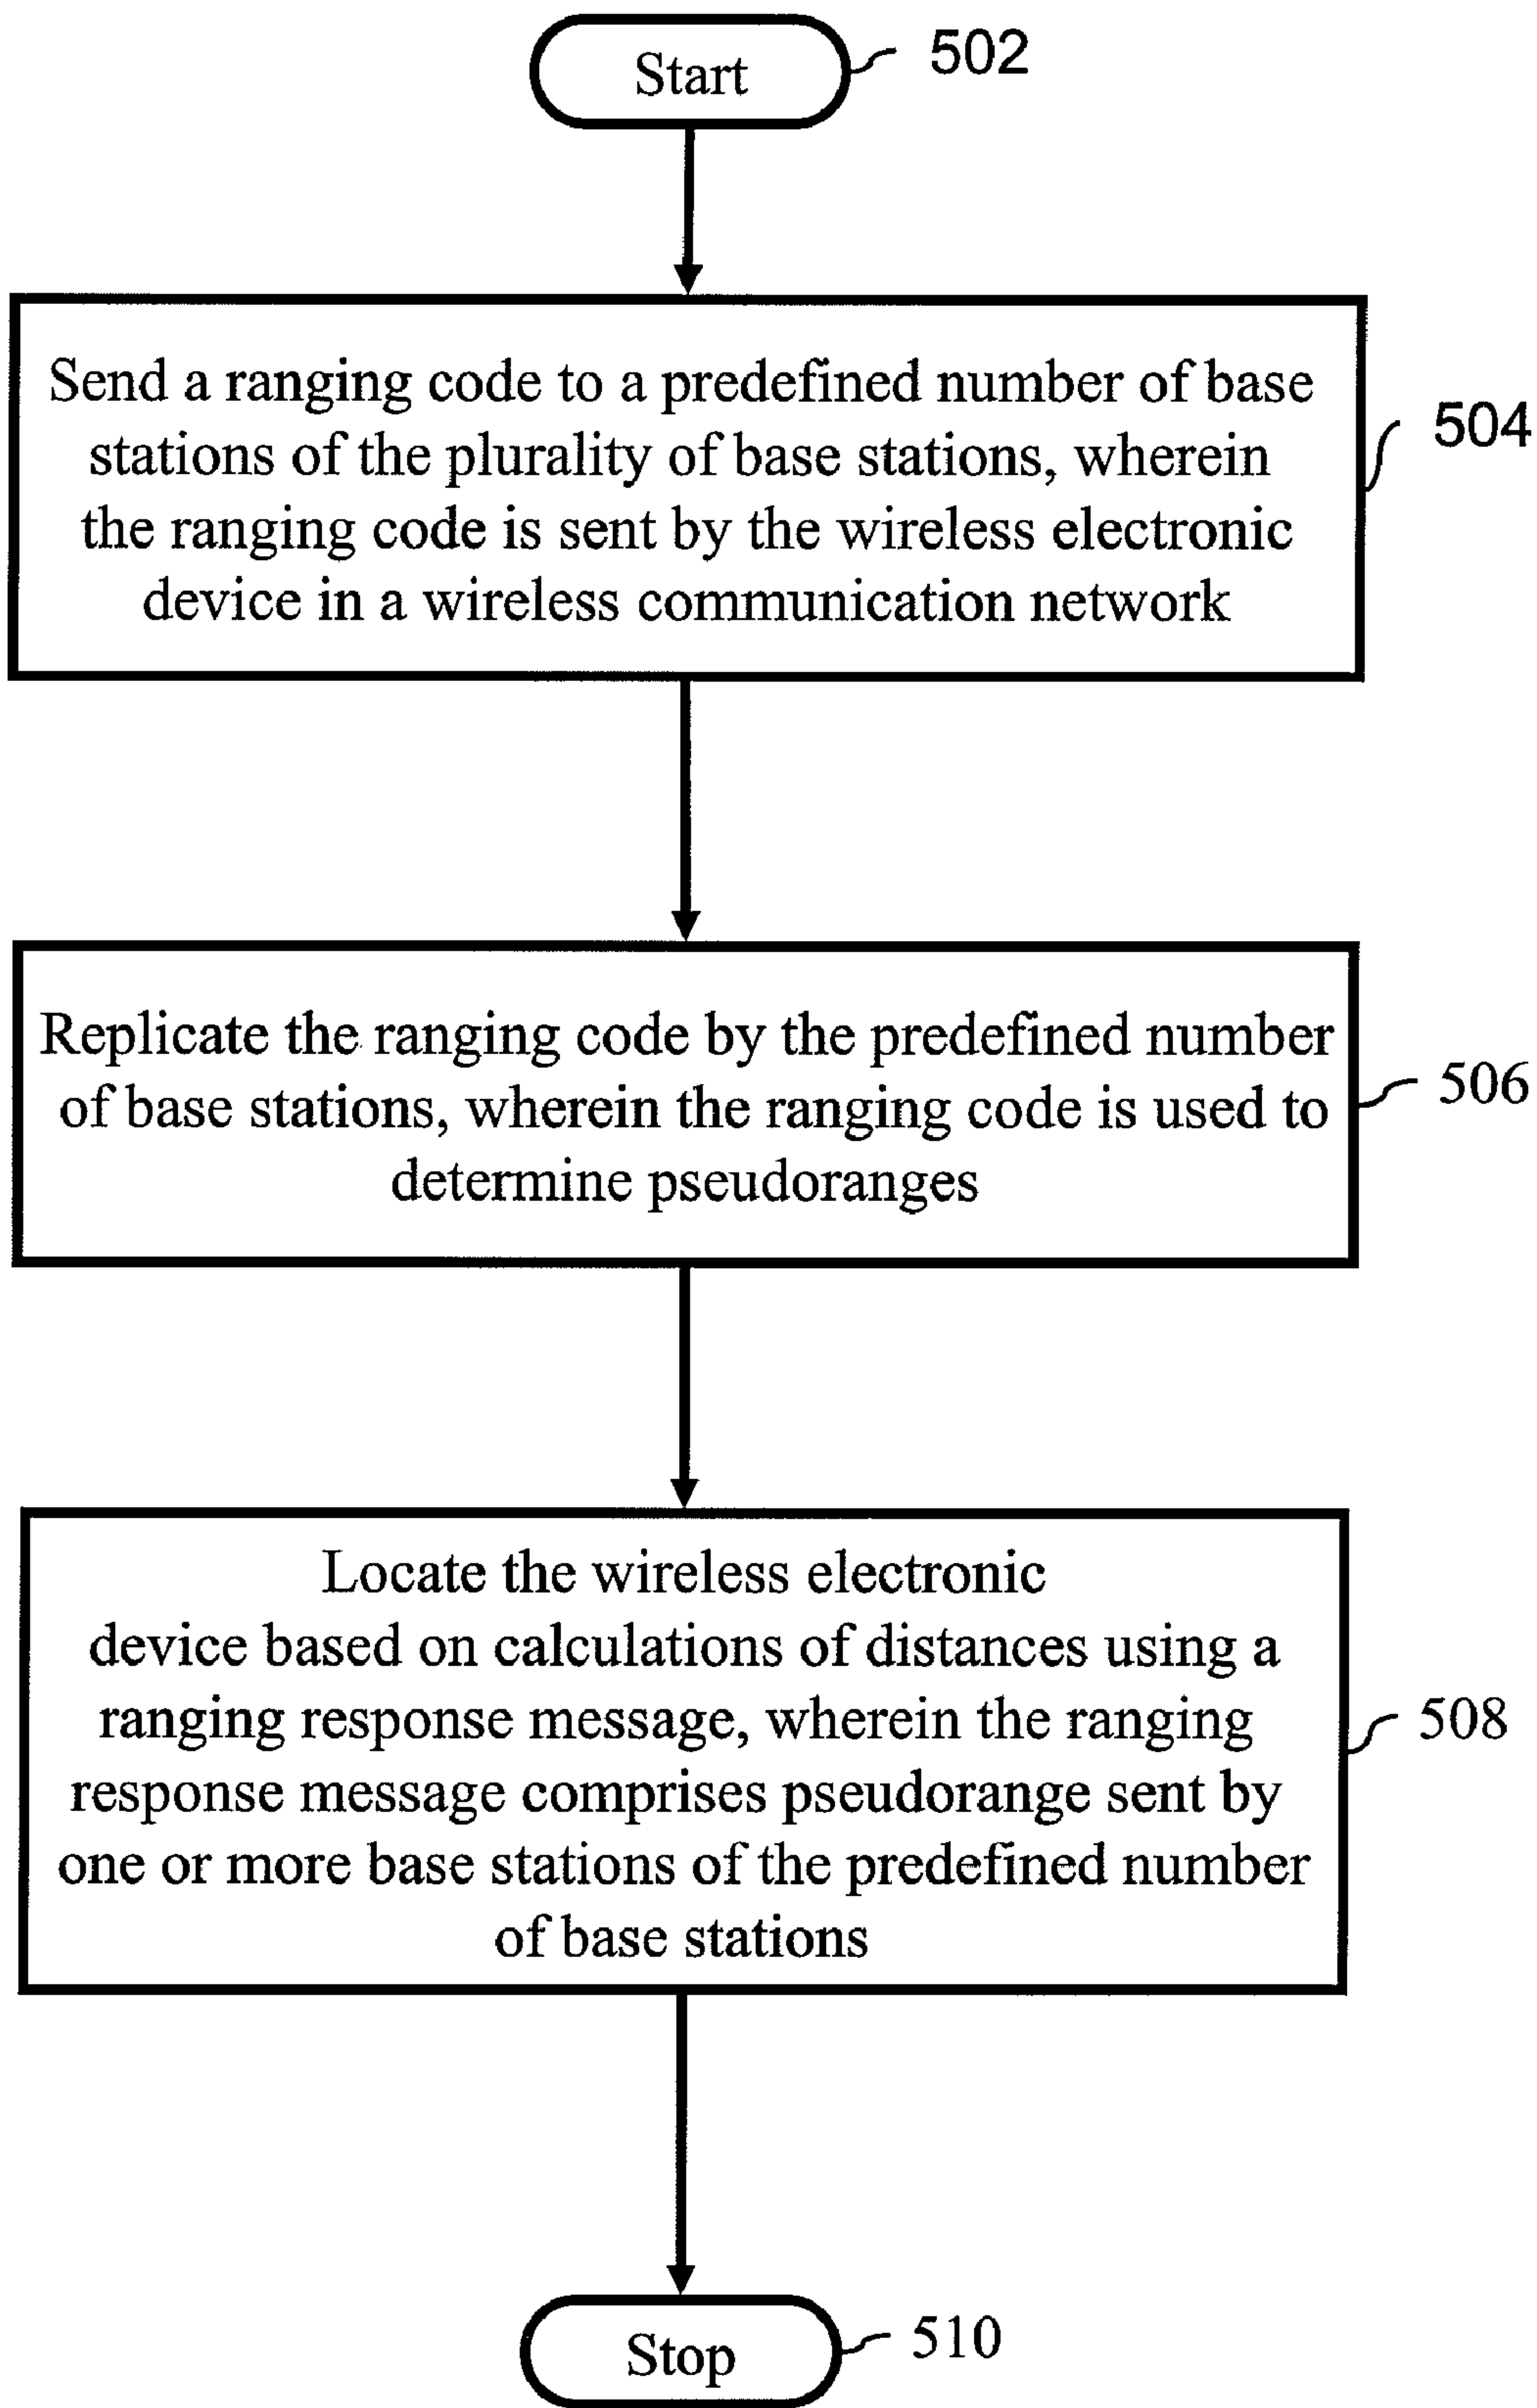 Start
502
Send a ranging code to a predefined number of base
stations of the plurality of base stations, wherein
the ranging code is sent by the wireless electronic
device in a wireless communication network
504
Replicate the ranging code by the predefined number
of base stations, wherein the ranging code is used to
determine pseudoranges
506
Locate the wireless electronic
device based on calculations of distances using a
ranging response message, wherein the ranging
response message comprises pseudorange sent by
one or more base stations of the predefined number
of base stations
508
Stop
510